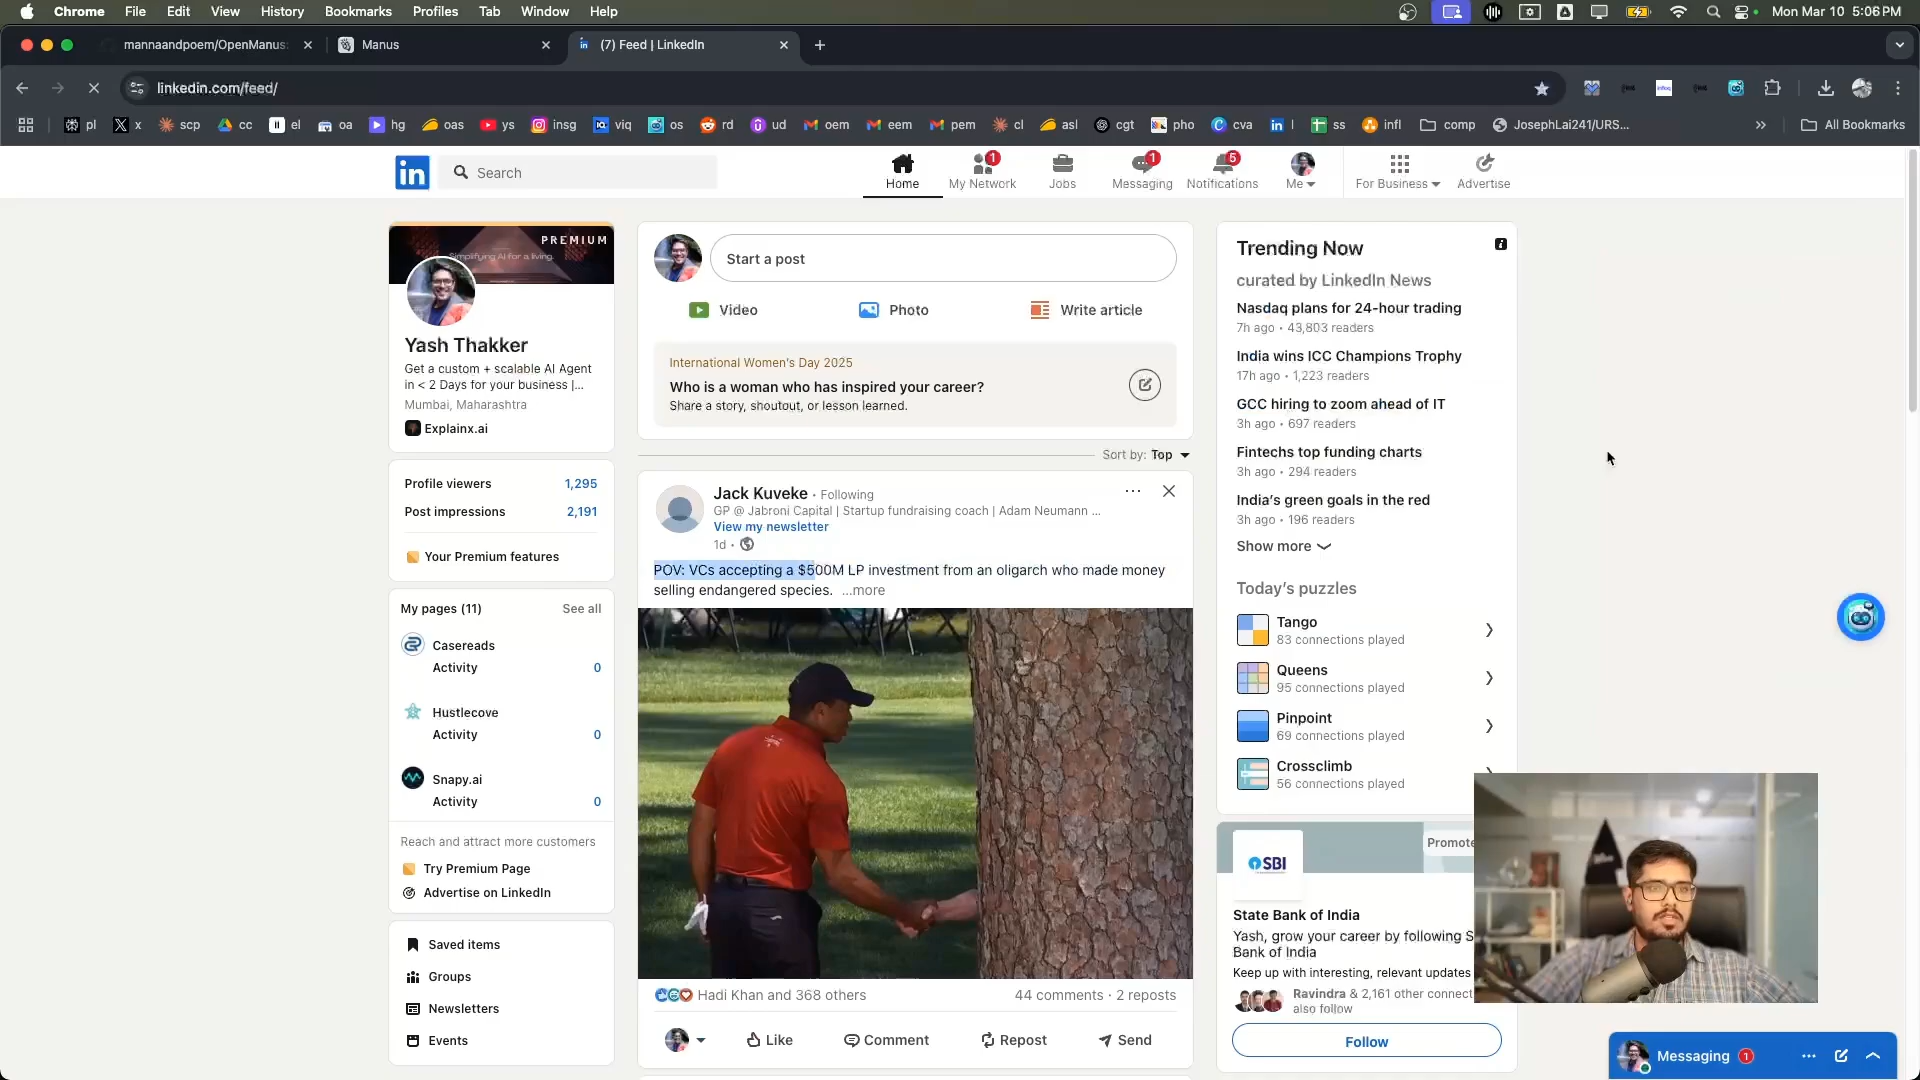 Chrome File Edit View History Bookmarks Profiles Tab Window Help
Mon Mar 10 5:06 PM
mannaandpoem/OpenManus:
Manus
(7) Feed | LinkedIn
linkedin.com/feed/
pl x scp cc el oa hg oas ys insg viq os rd ud oem eem pem cl asl cgt pho cva l ss infl comp JosephLai241/URS... All Bookmarks
in
Search
1
1
5
Home My Network Jobs Messaging Notifications Me For Business Advertise
PREMIUM
Simplifying AI for a living.
Yash Thakker
Get a custom + scalable AI Agent
in < 2 Days for your business |...
Mumbai, Maharashtra
Explainx.ai
Profile viewers 1,295
Post impressions 2,191
Your Premium features
My pages (11) See all
Casereads
Activity 0
Hustlecove
Activity 0
Snapy.ai
Activity 0
Reach and attract more customers
Try Premium Page
Advertise on LinkedIn
Saved items
Groups
Newsletters
Events
Start a post
Video Photo Write article
International Women's Day 2025
Who is a woman who has inspired your career?
Share a story, shoutout, or lesson learned.
Sort by: Top
Jack Kuveke • Following
GP @ Jabroni Capital | Startup fundraising coach | Adam Neumann ...
View my newsletter
1d •
POV: VCs accepting a $500M LP investment from an oligarch who made money
selling endangered species. ...more
Hadi Khan and 368 others 44 comments • 2 reposts
Like Comment Repost Send
Trending Now
curated by LinkedIn News
Nasdaq plans for 24-hour trading
7h ago • 43,803 readers
India wins ICC Champions Trophy
17h ago • 1,223 readers
GCC hiring to zoom ahead of IT
3h ago • 697 readers
Fintechs top funding charts
3h ago • 294 readers
India's green goals in the red
3h ago • 196 readers
Show more
Today's puzzles
Tango
83 connections played
Queens
95 connections played
Pinpoint
69 connections played
Crossclimb
56 connections played
Promote
SBI
State Bank of India
Yash, grow your career by following S
Bank of India
Keep up with interesting, relevant updates
Ravindra & 2,161 other connect
also follow
Follow
Messaging 1